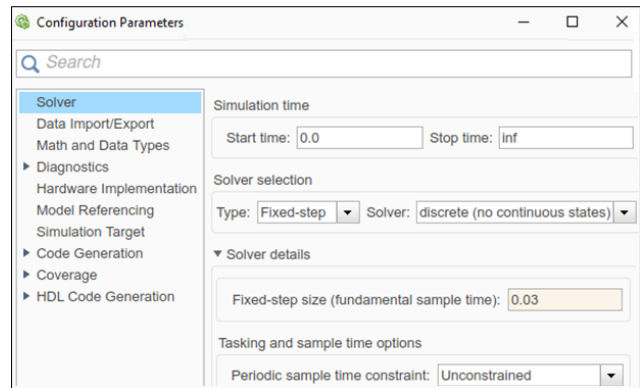 Configuration Parameters
Search
Solver
Data Import/Export
Math and Data Types
Diagnostics
Hardware Implementation
Model Referencing
Simulation Target
Code Generation
Coverage
HDL Code Generation
Simulation time
Start time: 0.0 Stop time: inf
Solver selection
Type: Fixed-step Solver: discrete (no continuous states)
Solver details
Fixed-step size (fundamental sample time): 0.03
Tasking and sample time options
Periodic sample time constraint: Unconstrained